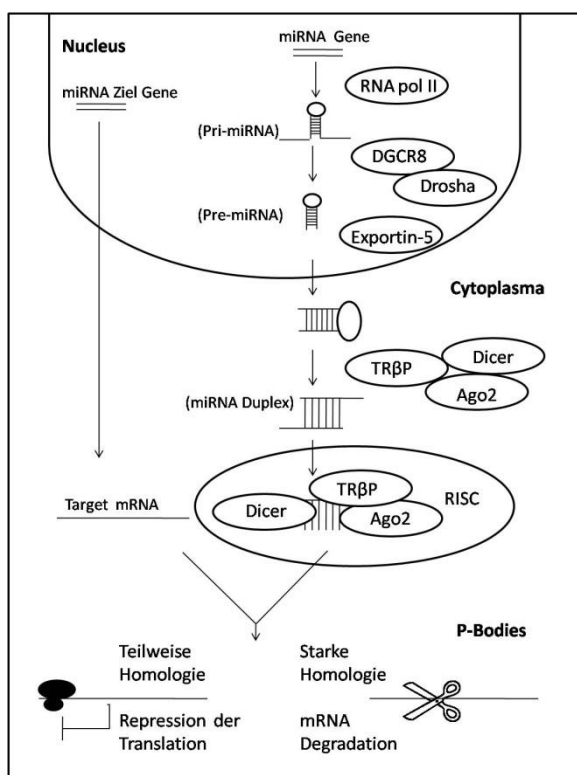 Nucleus
miRNA Gene
miRNA Ziel Gene
RNA pol II
(Pri-miRNA)
DGCR8
Drosha
(Pre-miRNA)
Exportin-5
Cytoplasma
TRβP
Dicer
Ago2
(miRNA Duplex)
Target mRNA
Dicer
TRβP
Ago2
RISC
P-Bodies
Teilweise
Homologie
Starke
Homologie
Repression der
Translation
mRNA
Degradation